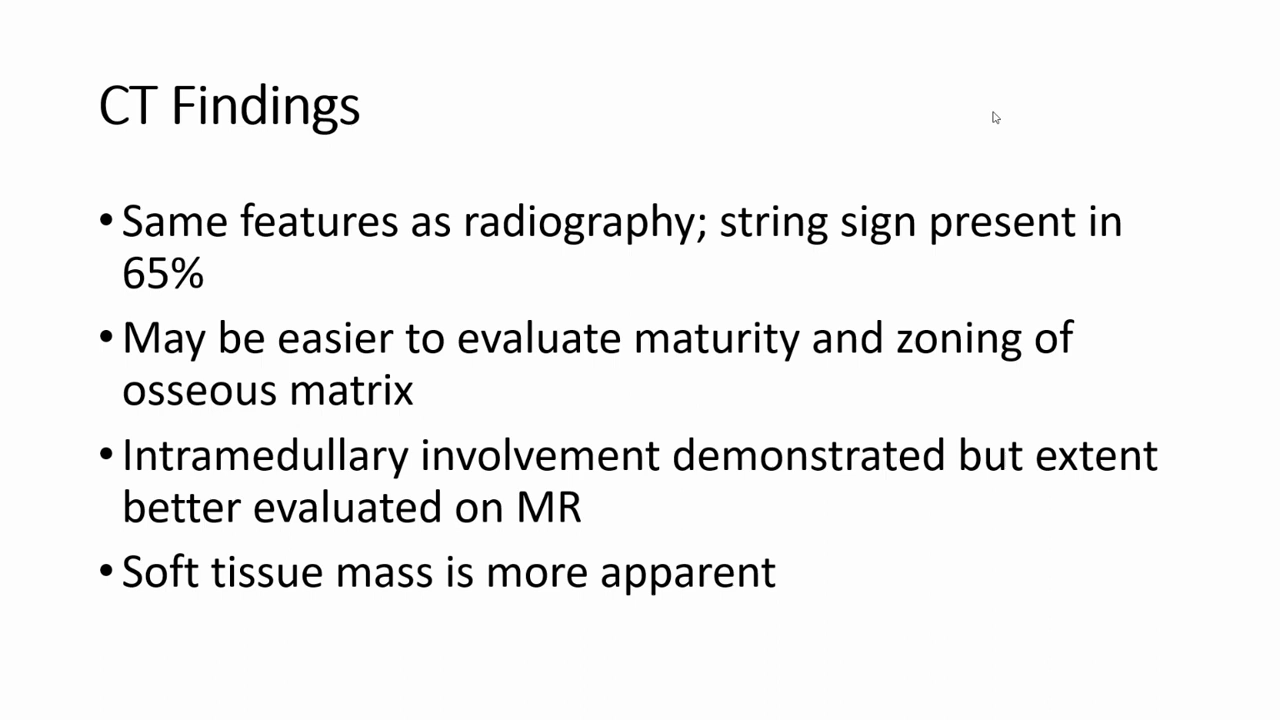 CT Findings
• Same features as radiography; string sign present in
65%
• May be easier to evaluate maturity and zoning of
osseous matrix
• Intramedullary involvement demonstrated but extent
better evaluated on MR
• Soft tissue mass is more apparent